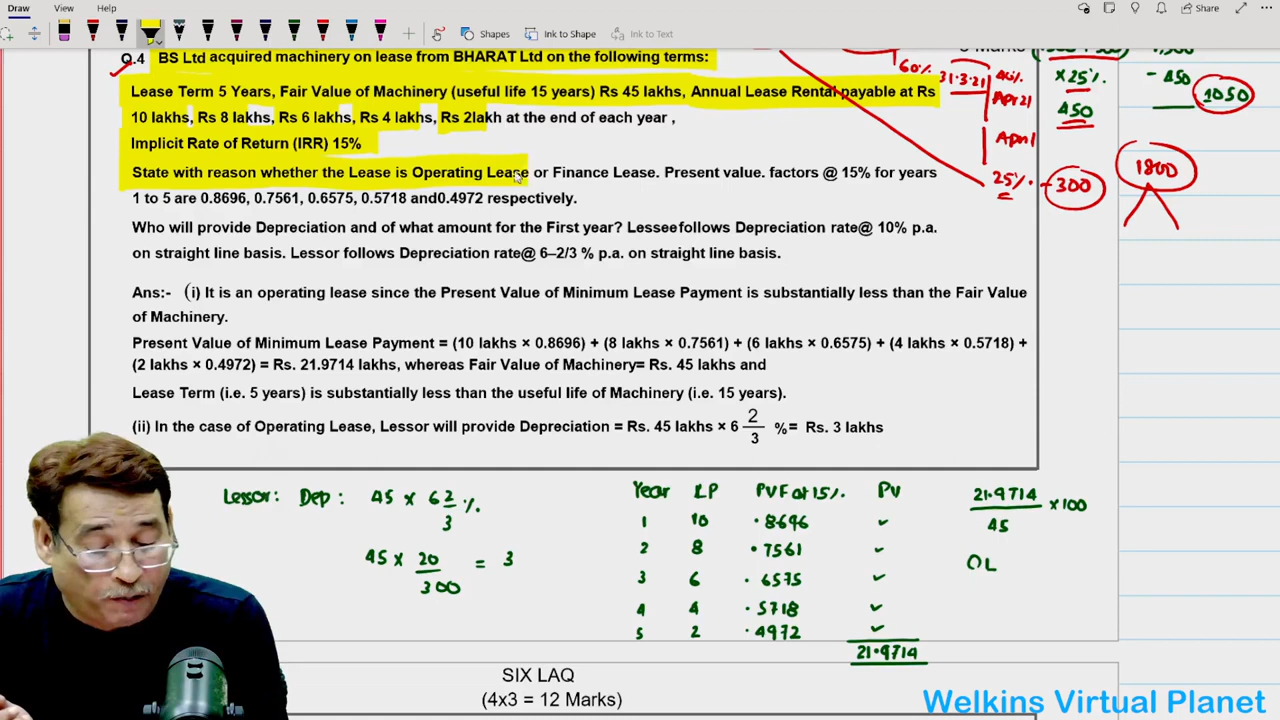 Draw View Help
Share
Shapes Ink to Shape Ink to Text
Q.4 BS Ltd acquired machinery on lease from BHARAT Ltd on the following terms:
Lease Term 5 Years, Fair Value of Machinery (useful life 15 years) Rs 45 lakhs, Annual Lease Rental payable at Rs
10 lakhs, Rs 8 lakhs, Rs 6 lakhs, Rs 4 lakhs, Rs 2lakh at the end of each year ,
Implicit Rate of Return (IRR) 15%
State with reason whether the Lease is Operating Lease or Finance Lease. Present value. factors @ 15% for years
1 to 5 are 0.8696, 0.7561, 0.6575, 0.5718 and0.4972 respectively.
Who will provide Depreciation and of what amount for the First year? Lesseefollows Depreciation rate@ 10% p.a.
on straight line basis. Lessor follows Depreciation rate@ 6–2/3 % p.a. on straight line basis.
Ans:- (i) It is an operating lease since the Present Value of Minimum Lease Payment is substantially less than the Fair Value
of Machinery.
Present Value of Minimum Lease Payment = (10 lakhs × 0.8696) + (8 lakhs × 0.7561) + (6 lakhs × 0.6575) + (4 lakhs × 0.5718) +
(2 lakhs × 0.4972) = Rs. 21.9714 lakhs, whereas Fair Value of Machinery= Rs. 45 lakhs and
Lease Term (i.e. 5 years) is substantially less than the useful life of Machinery (i.e. 15 years).
(ii) In the case of Operating Lease, Lessor will provide Depreciation = Rs. 45 lakhs × 6 2/3 %= Rs. 3 lakhs
60%
31.3.21
Apr 21
April
25% - 300
×25%
450
- 450
1050
1800
Lessor: Dep: 45 × 6 2/3 %
45 × 20/300 = 3
Year LP PVF at 15%. PV
1 10 .8696 ✓
2 8 .7561 ✓
3 6 .6575 ✓
4 4 .5718 ✓
5 2 .4972 ✓
21.9714
21.9714/45 ×100
OL
SIX LAQ
(4x3 = 12 Marks)
Welkins Virtual Planet